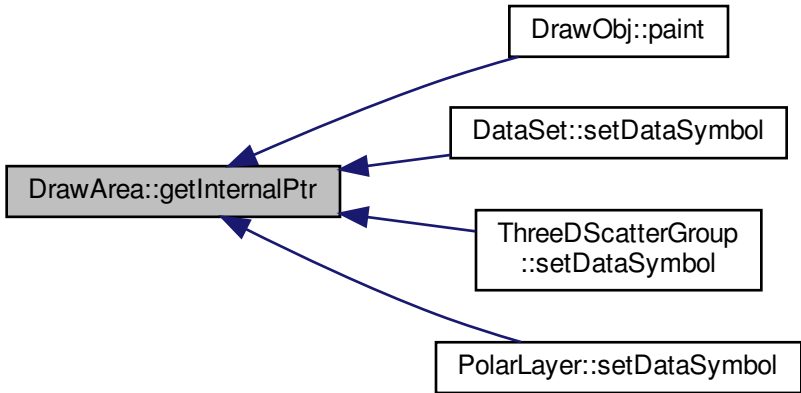 DrawObj::paint
DataSet::setDataSymbol
DrawArea::getInternalPtr
ThreeDScatterGroup
::setDataSymbol
PolarLayer::setDataSymbol